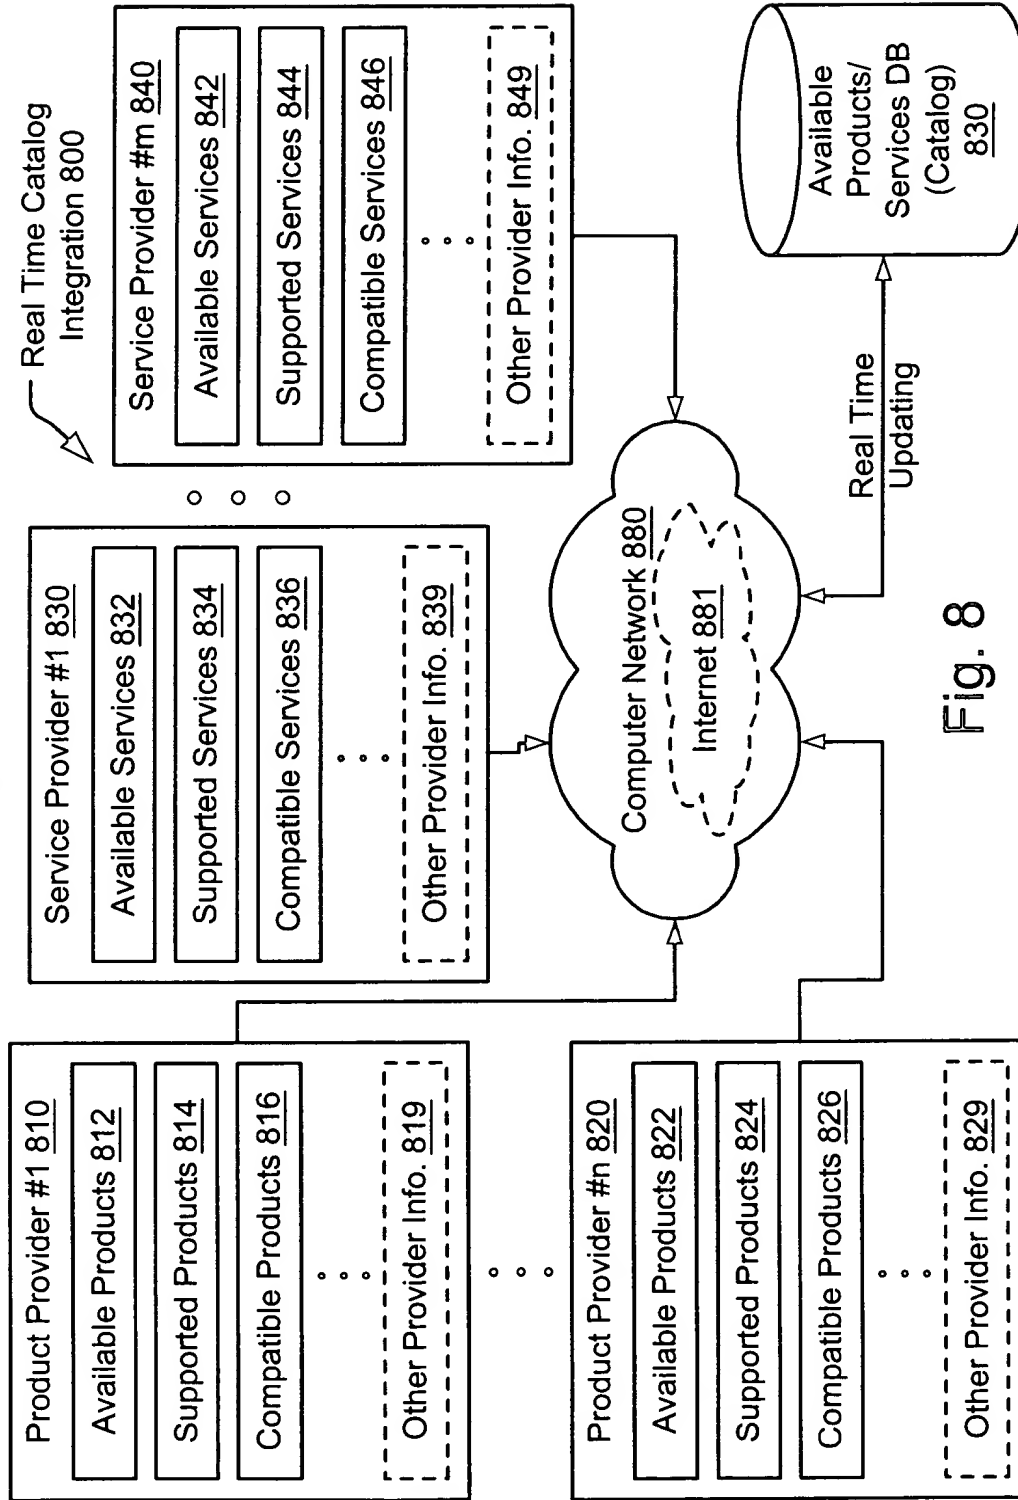 Real Time Catalog
Integration 800
Product Provider #1 810
Available Products 812
Supported Products 814
Compatible Products 816
Other Provider Info. 819
Product Provider #n 820
Available Products 822
Supported Products 824
Compatible Products 826
Other Provider Info. 829
Service Provider #1 830
Available Services 832
Supported Services 834
Compatible Services 836
Other Provider Info. 839
Service Provider #m 840
Available Services 842
Supported Services 844
Compatible Services 846
Other Provider Info. 849
Computer Network 880
Internet 881
Real Time
Updating
Available
Products/
Services DB
(Catalog)
830
Fig. 8